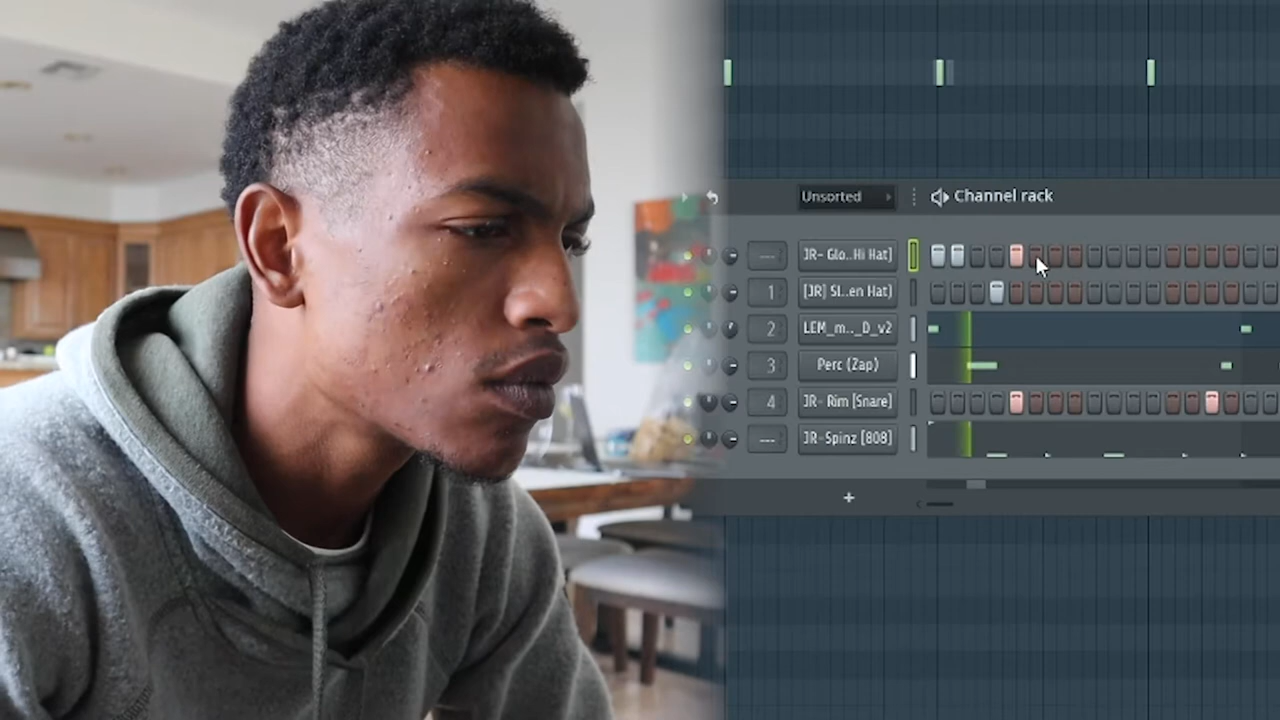 Unsorted
Channel rack
--- JR- Glo..Hi Hat]
1 [JR] Sl...en Hat)
2 LEM_m..._D_v2
3 Perc (Zap)
4 JR- Rim [Snare]
--- JR-Spinz [808]
+